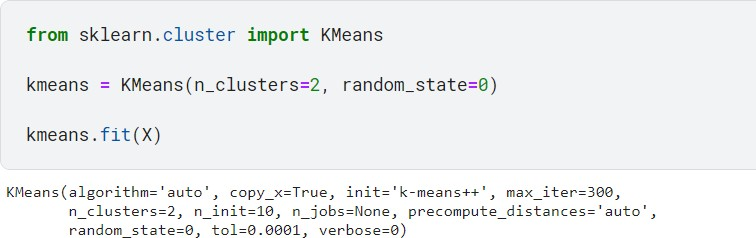 from sklearn.cluster import KMeans
kmeans = KMeans(n_clusters=2, random_state=0)
kmeans.fit(X)
KMeans(algorithm='auto', copy_x=True, init='k-means++', max_iter=300,
n_clusters=2, n_init=10, n_jobs=None, precompute_distances='auto',
random_state=0, tol=0.0001, verbose=0)